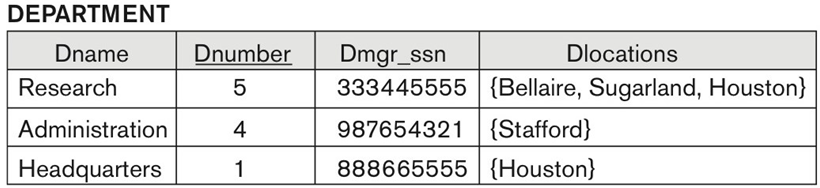 DEPARTMENT
Dname Dnumber Dmgr_ssn Dlocations
Research 5 333445555 {Bellaire, Sugarland, Houston}
Administration 4 987654321 {Stafford}
Headquarters 1 888665555 {Houston}